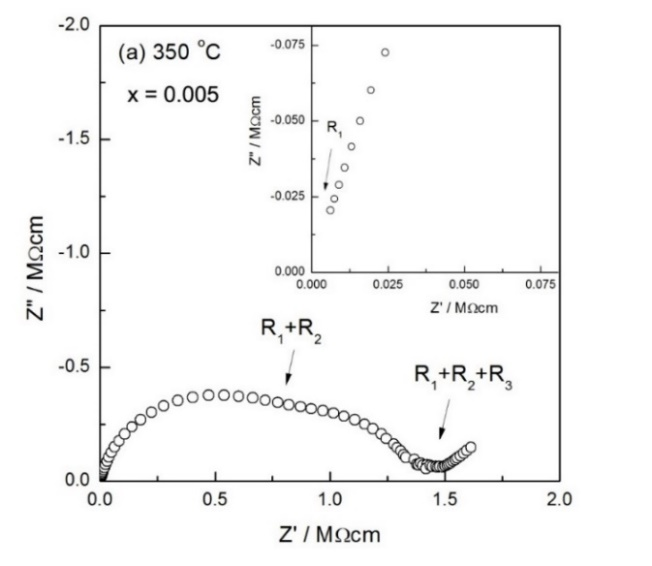 -2.0
(a) 350 °C
x = 0.005
-1.5
-1.0
-0.5
0.0
Z" / MΩcm
0.0 0.5 1.0 1.5 2.0
Z' / MΩcm
R1+R2
R1+R2+R3
-0.075
-0.050
-0.025
0.000
Z" / MΩcm
R1
0.000 0.025 0.050 0.075
Z' / MΩcm